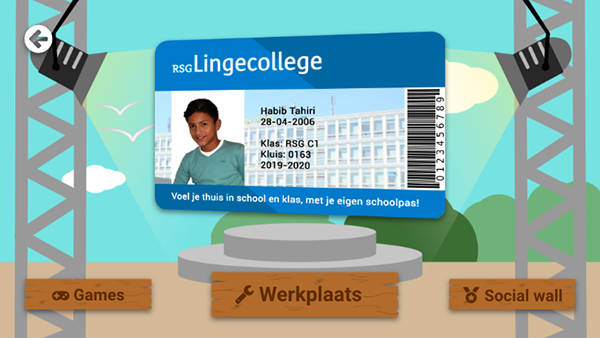 RSG Lingecollege
Habib Tahiri
28-04-2006
Klas: RSG C1
Kluis: 0163
2019-2020
0123456789
Voel je thuis in school en klas, met je eigen schoolpas!
Games
Werkplaats
Social wall